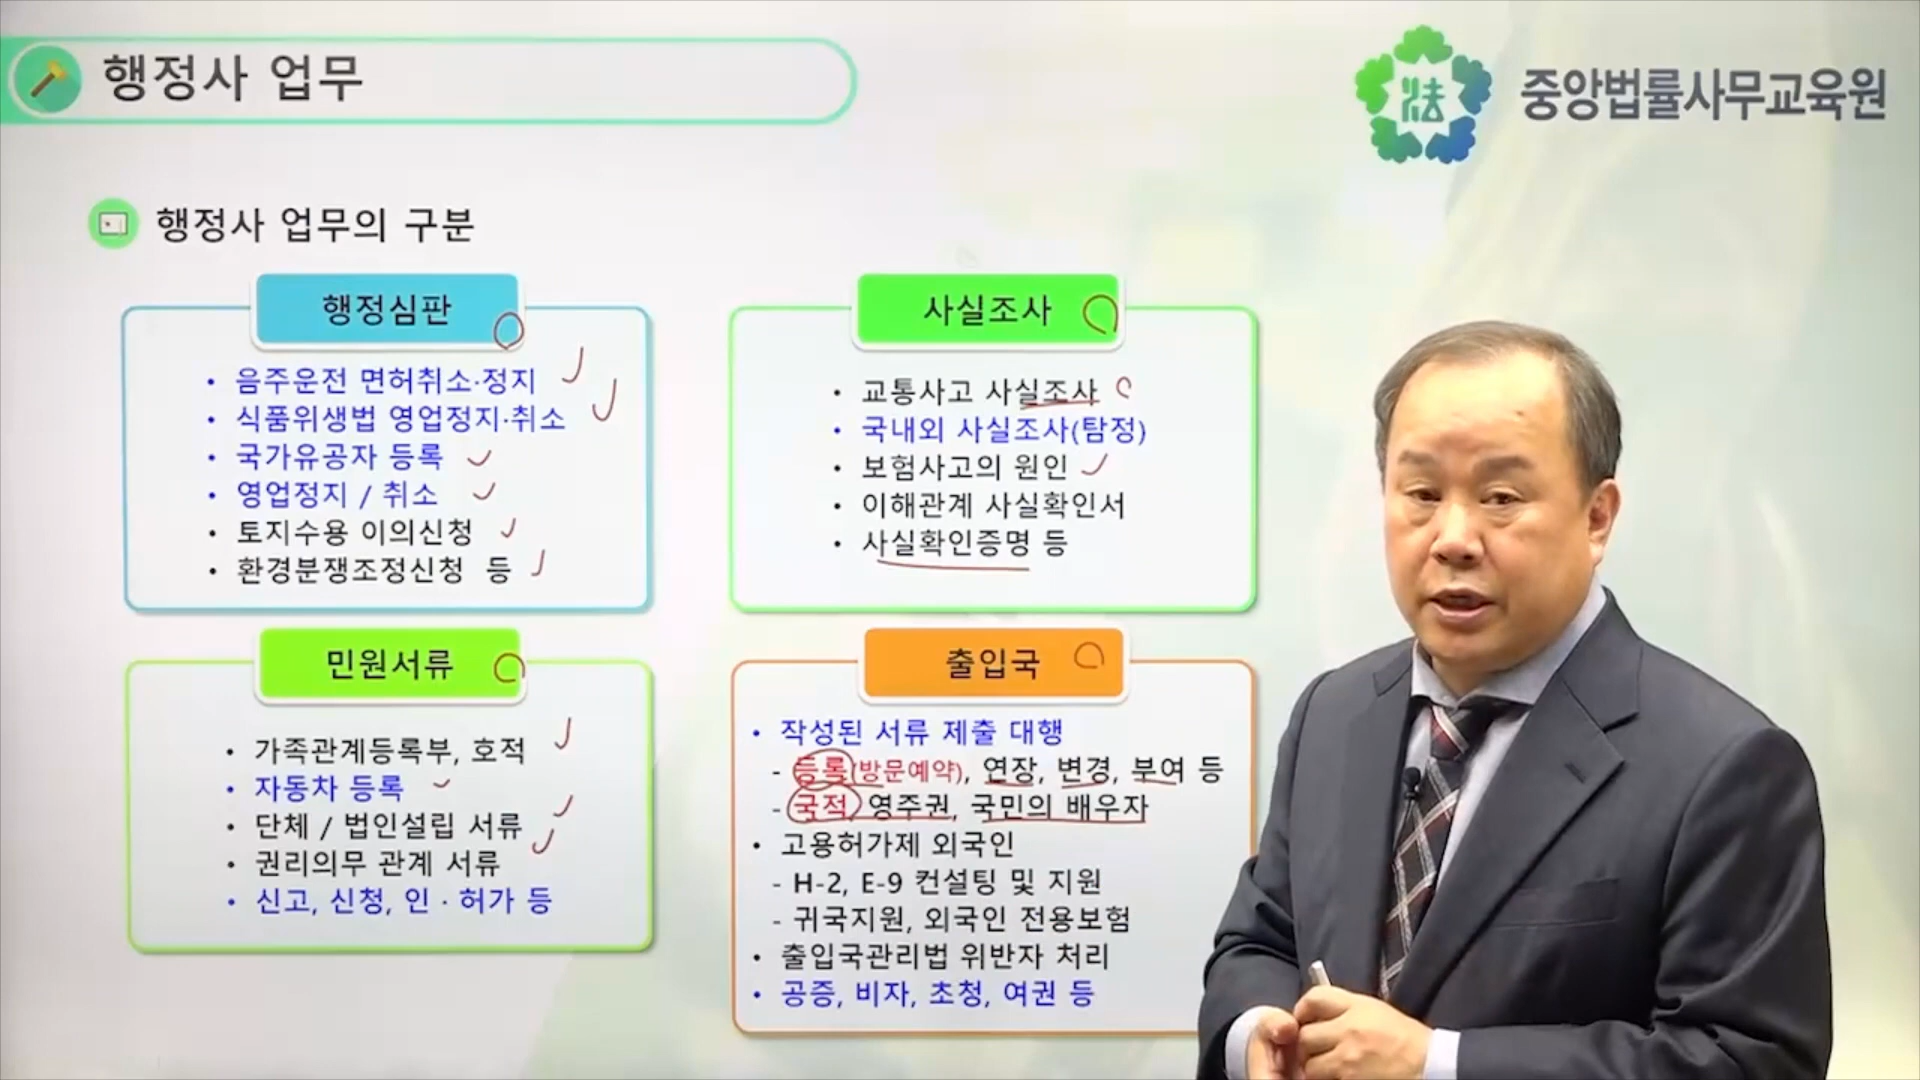 행정사 업무
중앙법률사무교육원
행정사 업무의 구분
행정심판
• 음주운전 면허취소·정지
• 식품위생법 영업정지·취소
• 국가유공자 등록
• 영업정지 / 취소
• 토지수용 이의신청
• 환경분쟁조정신청 등
사실조사
• 교통사고 사실조사
• 국내외 사실조사(탐정)
• 보험사고의 원인
• 이해관계 사실확인서
• 사실확인증명 등
민원서류
• 가족관계등록부, 호적
• 자동차 등록
• 단체 / 법인설립 서류
• 권리의무 관계 서류
• 신고, 신청, 인 · 허가 등
출입국
• 작성된 서류 제출 대행
- 등록(방문예약), 연장, 변경, 부여 등
- 국적, 영주권, 국민의 배우자
• 고용허가제 외국인
- H-2, E-9 컨설팅 및 지원
- 귀국지원, 외국인 전용보험
• 출입국관리법 위반자 처리
• 공증, 비자, 초청, 여권 등